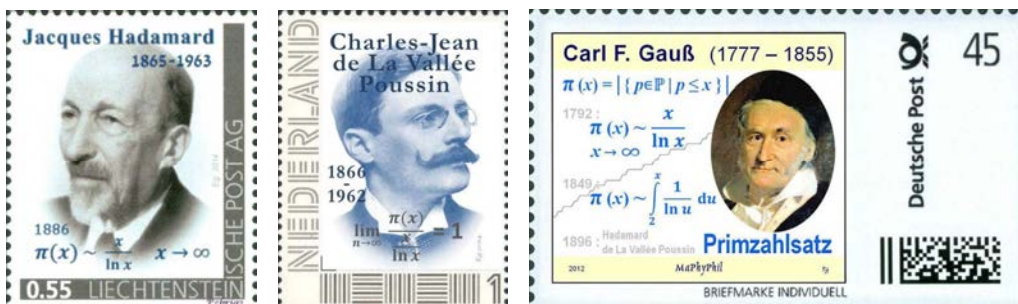 Jacques Hadamard
1865-1963
1886
π(x) ~ x / ln x   x → ∞
ISCHE POST AG
0.55 LIECHTENSTEIN
NEDERLAND
Charles-Jean
de La Vallée
Poussin
1866
-
1962
lim n→∞ π(x) / (x / ln x) = 1
1
Carl F. Gauß (1777 – 1855)
π (x) = | { p∈ℙ | p ≤ x } |
1792 :
π (x) ~ x / ln x
x → ∞
1849 :
π (x) ~ ∫ 2 x 1 / ln u du
1896 : Hadamard
de La Vallée Poussin
Primzahlsatz
2012 MaPhyPhil
BRIEFMARKE INDIVIDUELL
Deutsche Post
45